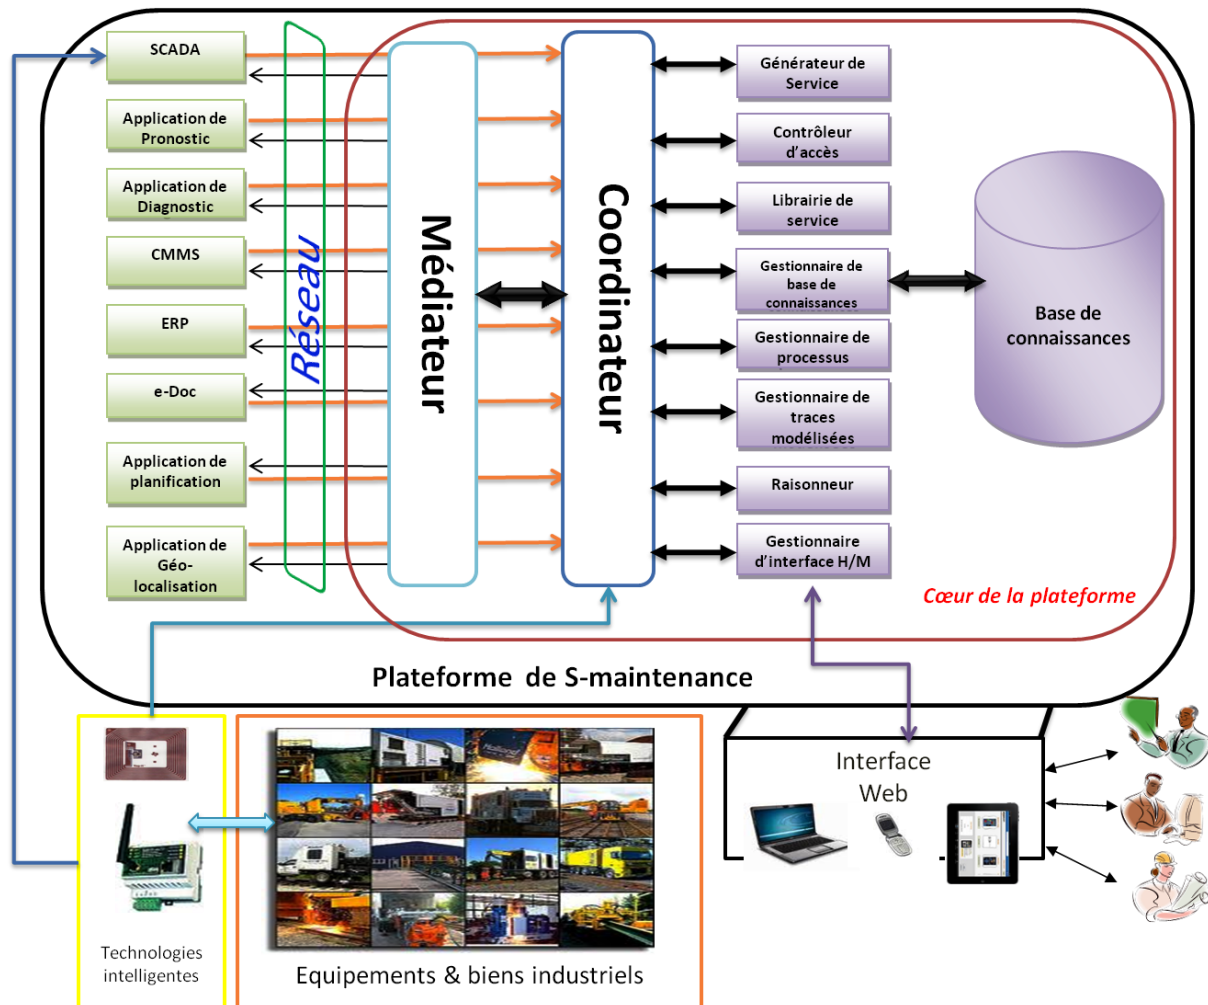 SCADA
Application de
Pronostic
Application de
Diagnostic
CMMS
ERP
e-Doc
Application de
planification
Application de
Géo-
localisation
Réseau
Médiateur
Coordinateur
Générateur de
Service
Contrôleur
d’accès
Librairie de
service
Gestionnaire de
base de
connaissances
Gestionnaire de
processus
Gestionnaire de
traces
modélisées
Raisonneur
Gestionnaire
d’interface H/M
Base de
connaissances
Cœur de la plateforme
Plateforme de S-maintenance
Technologies
intelligentes
Equipements & biens industriels
Interface
Web